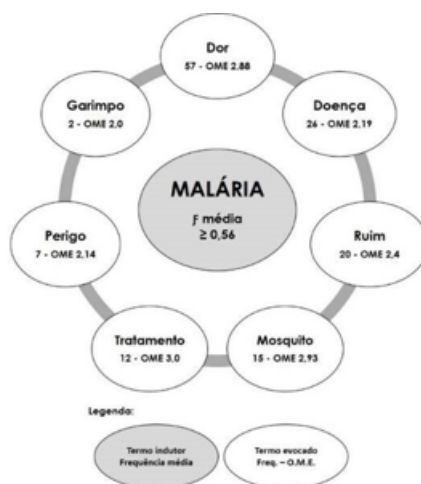 Dor
57 - OME 2,88
Garimpo
2 - OME 2,0
Doença
26 - OME 2,19
MALÁRIA
ƒ média
≥ 0,56
Perigo
7 - OME 2,14
Ruim
20 - OME 2,4
Tratamento
12 - OME 3,0
Mosquito
15 - OME 2,93
Legenda:
Termo indutor
Frequência média
Termo evocado
Freq. – O.M.E.